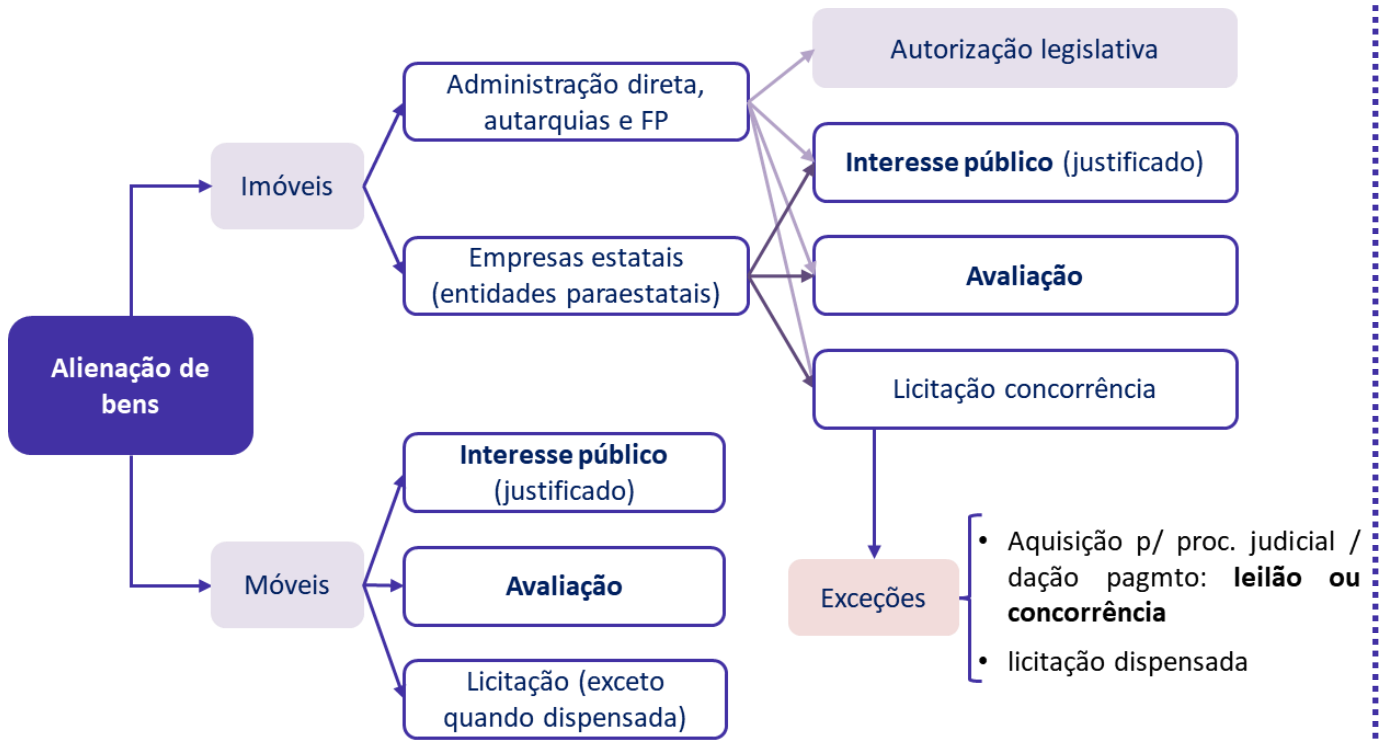 Alienação de
bens
Imóveis
Administração direta,
autarquias e FP
Empresas estatais
(entidades paraestatais)
Autorização legislativa
Interesse público (justificado)
Avaliação
Licitação concorrência
Exceções
• Aquisição p/ proc. judicial /
dação pagmto: leilão ou
concorrência
• licitação dispensada
Móveis
Interesse público
(justificado)
Avaliação
Licitação (exceto
quando dispensada)